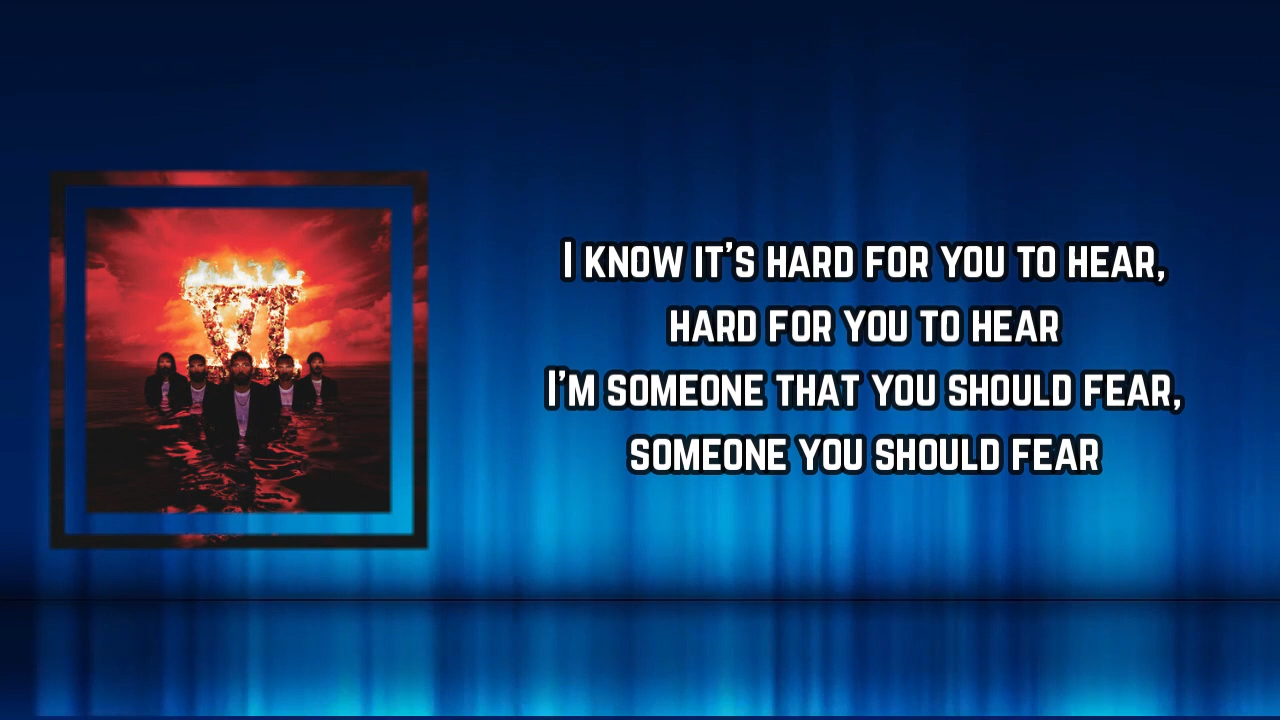 VI
I KNOW IT'S HARD FOR YOU TO HEAR,
HARD FOR YOU TO HEAR
I'M SOMEONE THAT YOU SHOULD FEAR,
SOMEONE YOU SHOULD FEAR